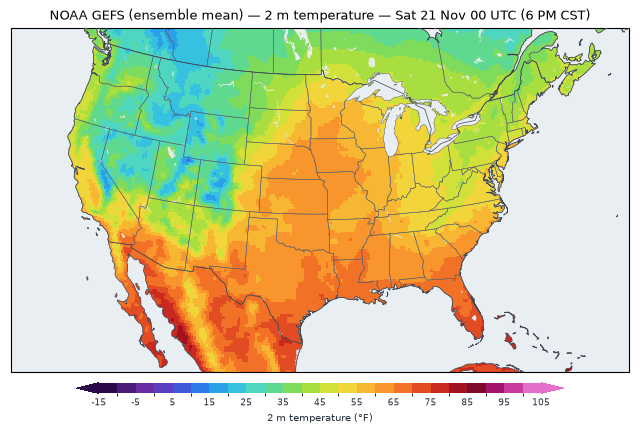 NOAA GEFS (ensemble mean) — 2 m temperature — Sat 21 Nov 00 UTC (6 PM CST)
-15 -5 5 15 25 35 45 55 65 75 85 95 105
2 m temperature (°F)